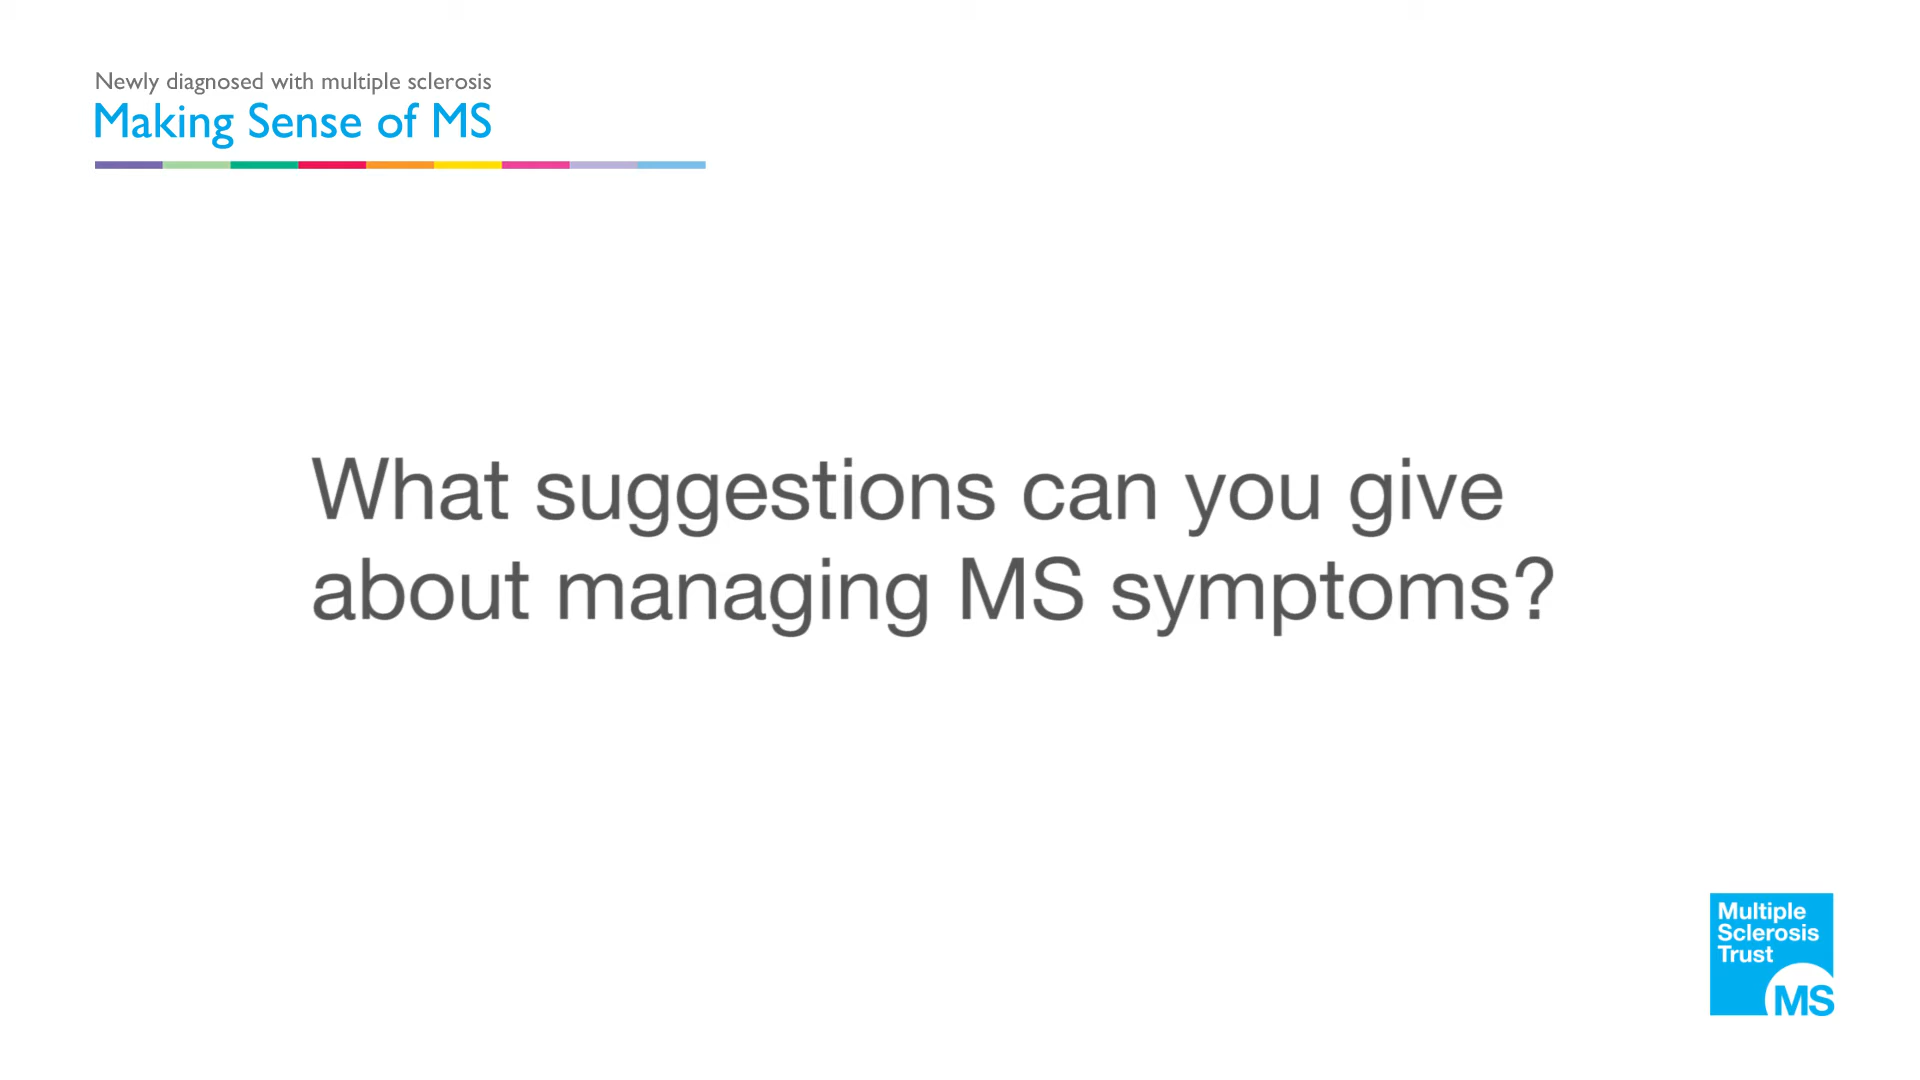 Newly diagnosed with multiple sclerosis
Making Sense of MS
What suggestions can you give
about managing MS symptoms?
Multiple
Sclerosis
Trust
MS